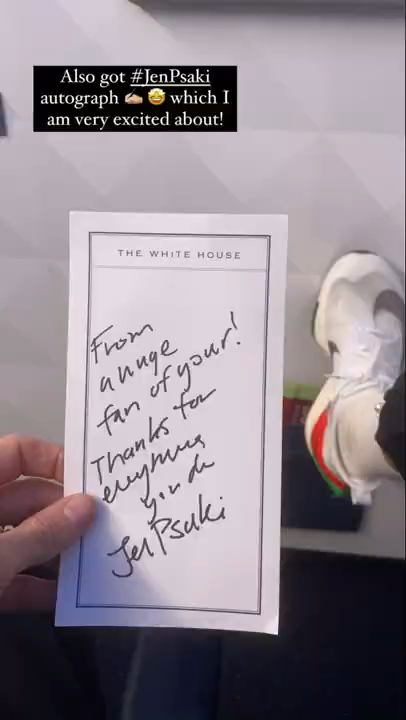 Also got #JenPsaki
autograph ✍🏼 🤩 which I
am very excited about!
THE WHITE HOUSE
From
a huge
fan of your!
Thanks for
everything
you do
Jen Psaki